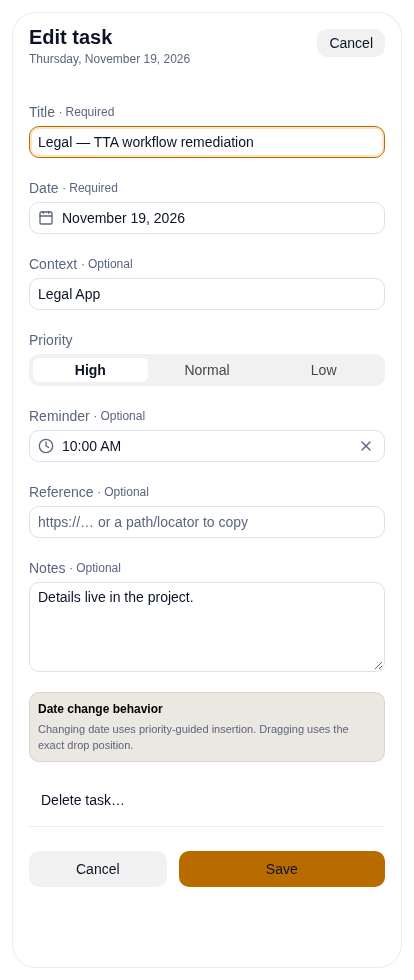 Edit task
Cancel
Thursday, November 19, 2026
Title · Required
Legal — TTA workflow remediation
Date · Required
November 19, 2026
Context · Optional
Legal App
Priority
High Normal Low
Reminder · Optional
10:00 AM
Reference · Optional
https://… or a path/locator to copy
Notes · Optional
Details live in the project.
Date change behavior
Changing date uses priority-guided insertion. Dragging uses the
exact drop position.
Delete task…
Cancel Save